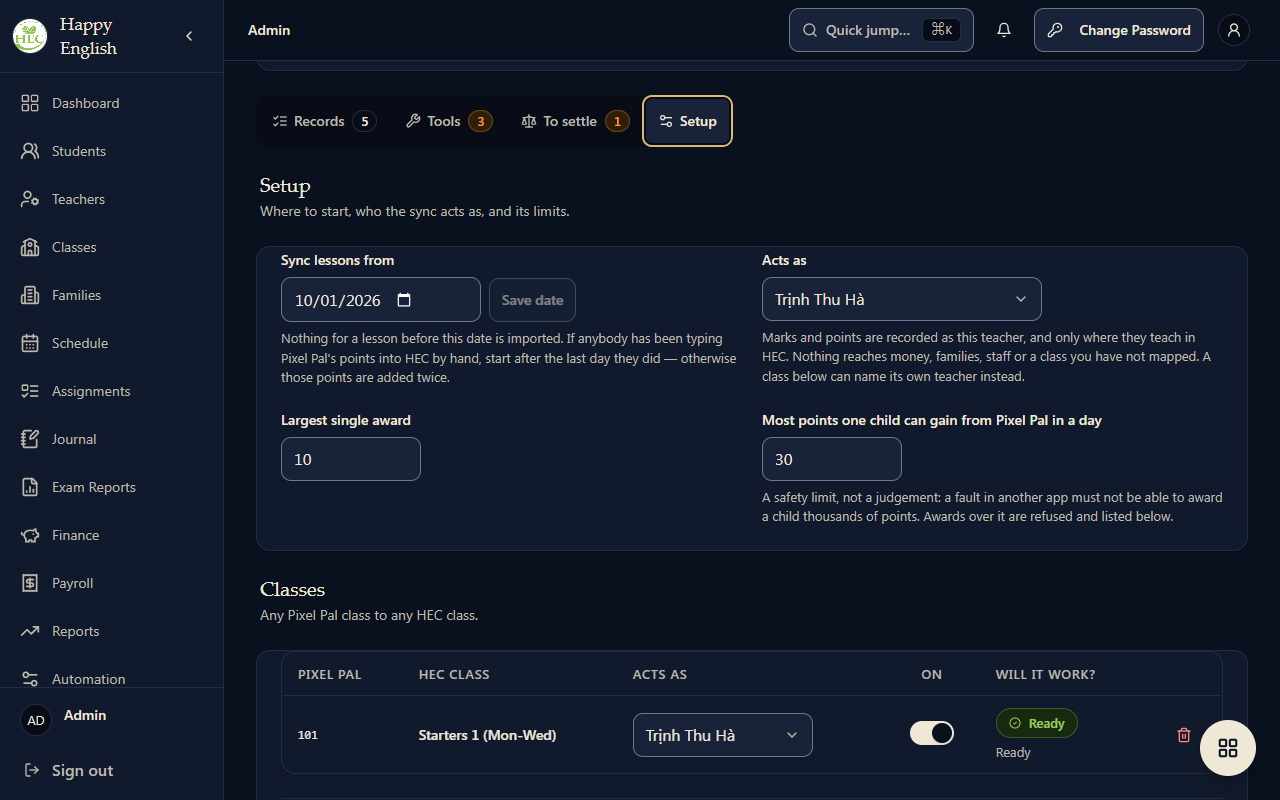 HEC
Happy
English
Admin
Quick jump...
⌘K
Change Password
Dashboard
Students
Teachers
Classes
Families
Schedule
Assignments
Journal
Exam Reports
Finance
Payroll
Reports
Automation
AD
Admin
Sign out
Records 5
Tools 3
To settle 1
Setup
Setup
Where to start, who the sync acts as, and its limits.
Sync lessons from
10/01/2026
Save date
Nothing for a lesson before this date is imported. If anybody has been typing
Pixel Pal's points into HEC by hand, start after the last day they did — otherwise
those points are added twice.
Acts as
Trịnh Thu Hà
Marks and points are recorded as this teacher, and only where they teach in
HEC. Nothing reaches money, families, staff or a class you have not mapped. A
class below can name its own teacher instead.
Largest single award
10
Most points one child can gain from Pixel Pal in a day
30
A safety limit, not a judgement: a fault in another app must not be able to award
a child thousands of points. Awards over it are refused and listed below.
Classes
Any Pixel Pal class to any HEC class.
PIXEL PAL
HEC CLASS
ACTS AS
ON
WILL IT WORK?
101
Starters 1 (Mon-Wed)
Trịnh Thu Hà
Ready
Ready